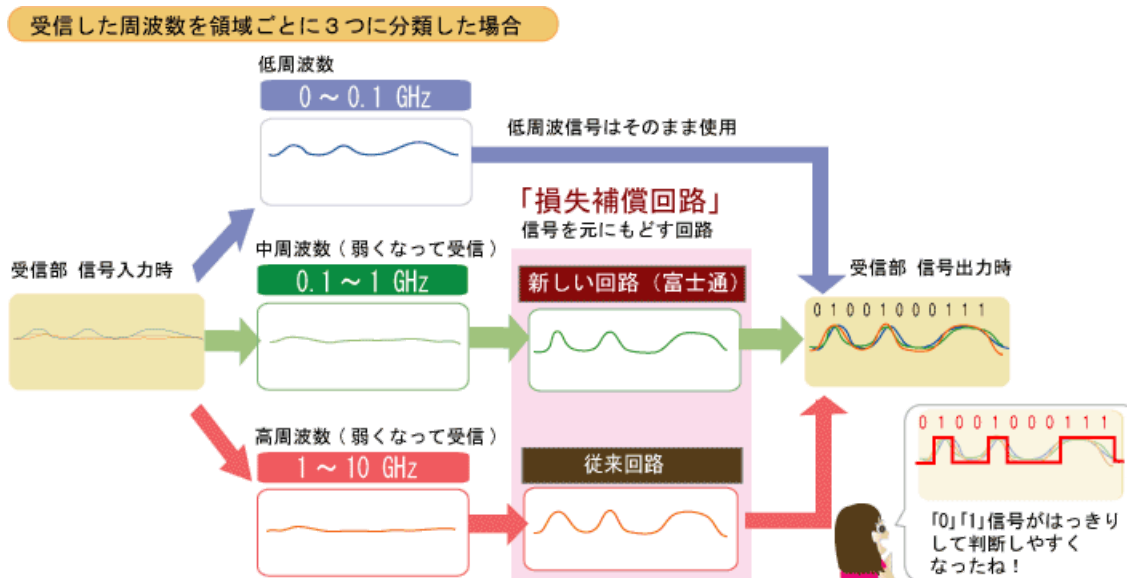 受信した周波数を領域ごとに3つに分類した場合
低周波数
0 ~ 0.1 GHz
低周波信号はそのまま使用
「損失補償回路」
信号を元にもどす回路
受信部 信号入力時
中周波数（弱くなって受信）
0.1 ~ 1 GHz
新しい回路（富士通）
受信部 信号出力時
0 1 0 0 1 0 0 0 1 1 1
高周波数（弱くなって受信）
1 ~ 10 GHz
従来回路
0 1 0 0 1 0 0 0 1 1 1
「0」「1」信号がはっきり
して判断しやすく
なったね！